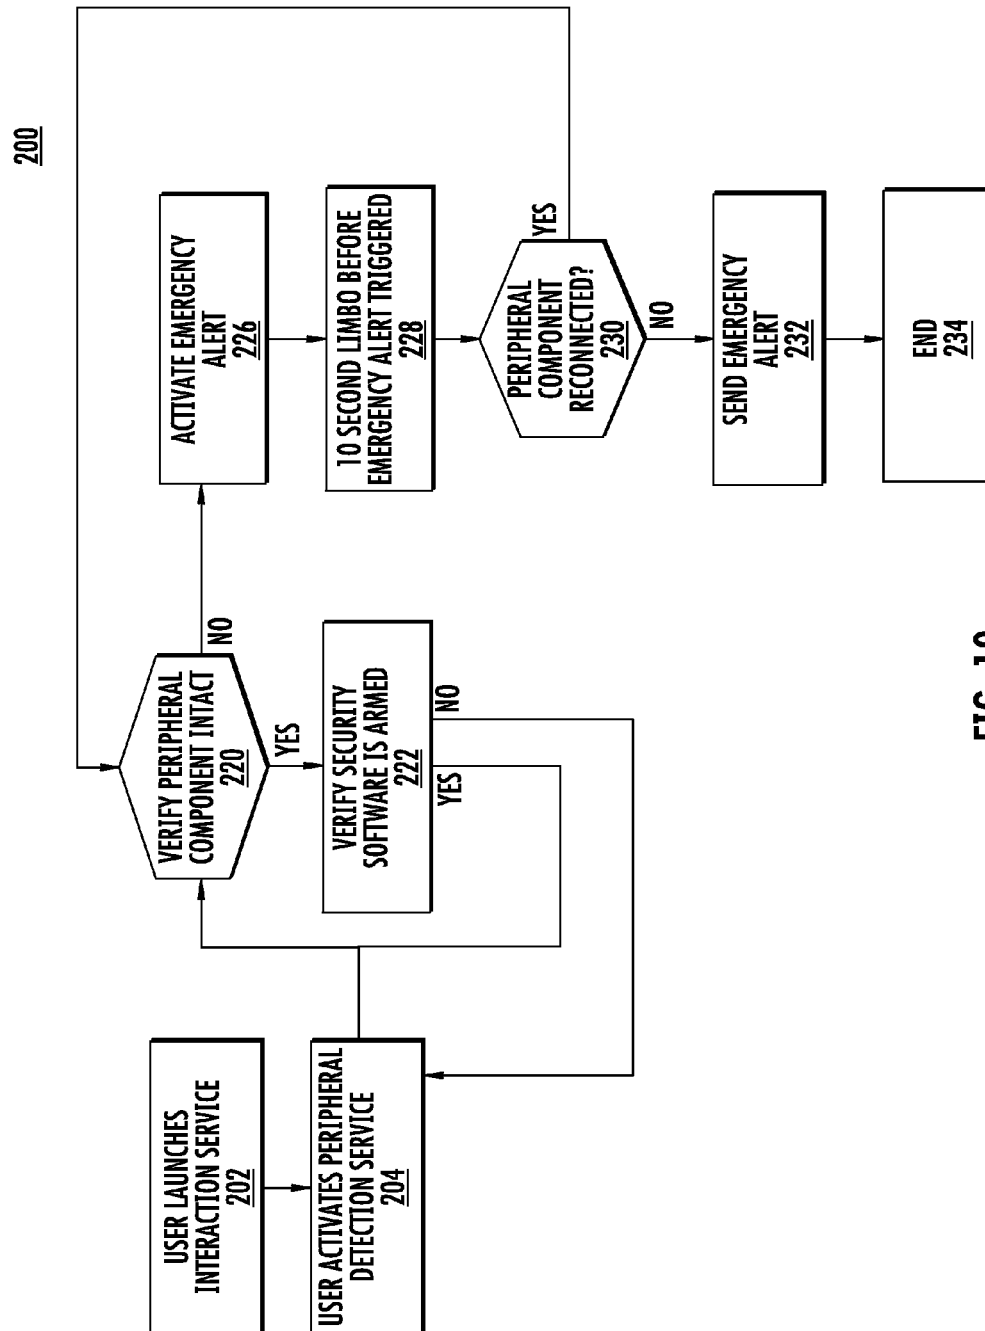 200
USER LAUNCHES
INTERACTION SERVICE
202
USER ACTIVATES PERIPHERAL
DETECTION SERVICE
204
VERIFY PERIPHERAL
COMPONENT INTACT
220
NO
YES
VERIFY SECURITY
SOFTWARE IS ARMED
222
YES
NO
ACTIVATE EMERGENCY
ALERT
226
10 SECOND LIMBO BEFORE
EMERGENCY ALERT TRIGGERED
228
PERIPHERAL
COMPONENT
RECONNECTED?
230
YES
NO
SEND EMERGENCY
ALERT
232
END
234